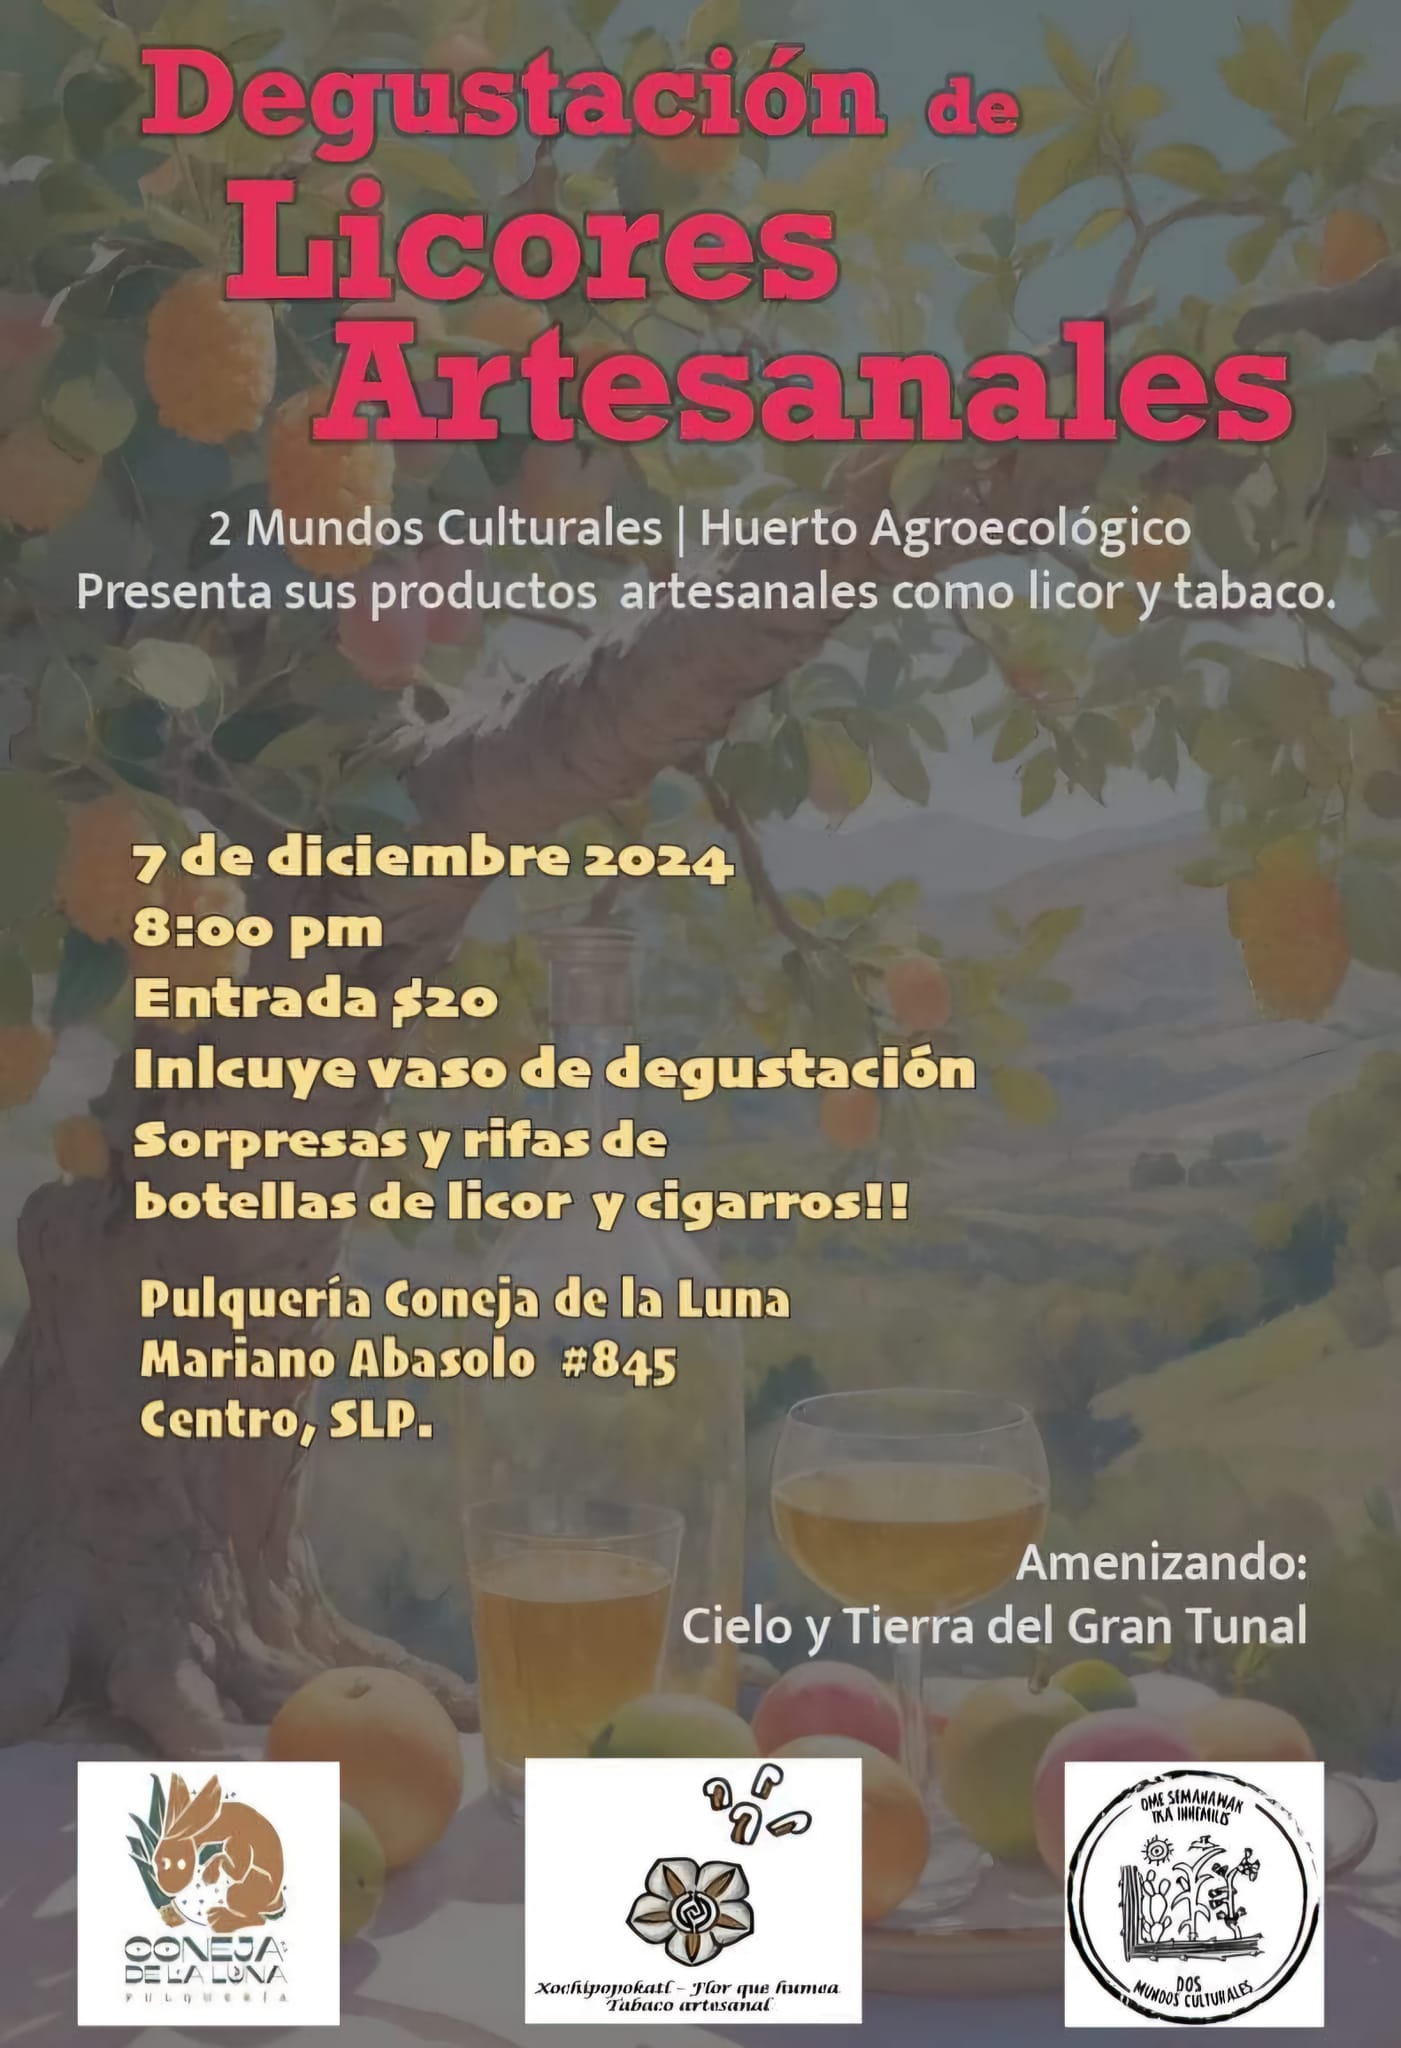 Degustación de
Licores
Artesanales
2 Mundos Culturales | Huerto Agroecológico
Presenta sus productos artesanales como licor y tabaco.
7 de diciembre 2024
8:00 pm
Entrada $20
Inlcuye vaso de degustación
Sorpresas y rifas de
botellas de licor y cigarros!!
Pulquería Coneja de la Luna
Mariano Abasolo #845
Centro, SLP.
Amenizando:
Cielo y Tierra del Gran Tunal
CONEJA
DE LA LUNA
PULQUERÍA
Xochipopokatl - Flor que humea
Tabaco artesanal
OME SEMANAWAK
DOS
MUNDOS CULTURALES